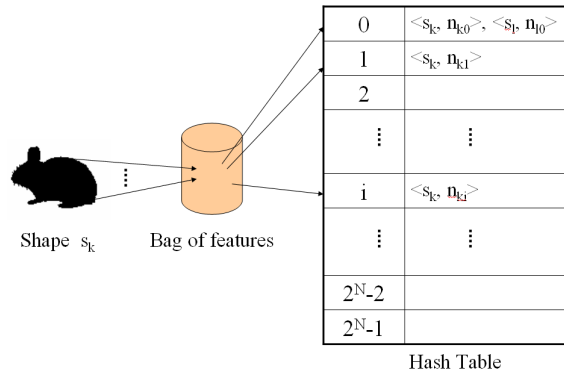 0 <s_k, n_k0>, <s_l, n_l0>
1 <s_k, n_k1>
2
i <s_k, n_ki>
2^N-2
2^N-1
Shape s_k
Bag of features
Hash Table